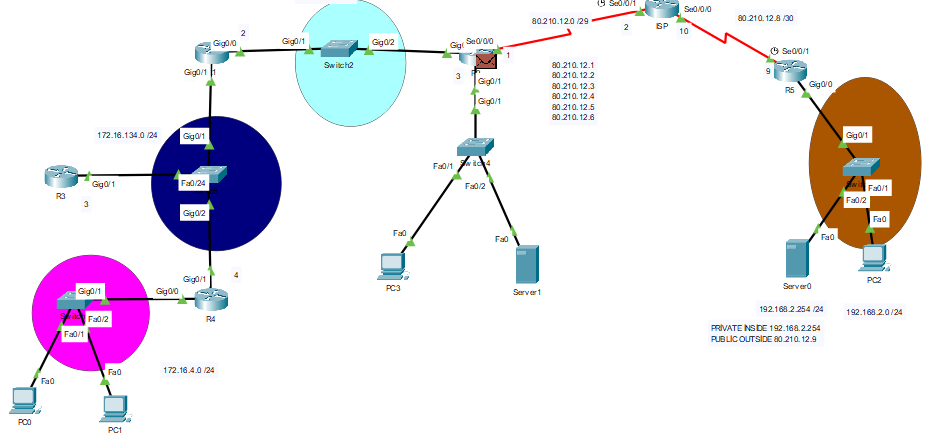 Se0/0/1
Se0/0/0
2
ISP
10
80.210.12.0 /29
80.210.12.8 /30
2
Gig0/0
Gig0/1
Switch2
Gig0/2
Se0/0/0
1
3
Gig0/1
Gig0/1
Gig0/1
1
80.210.12.1
80.210.12.2
80.210.12.3
80.210.12.4
80.210.12.5
80.210.12.6
Se0/0/1
9
R5
Gig0/0
172.16.134.0 /24
Gig0/1
R3
Gig0/1
3
Fa0/24
Gig0/2
Fa0/1
Fa0/2
Fa0
PC3
Fa0
Server1
Gig0/1
Fa0/1
Fa0/2
Fa0
Fa0
Server0
PC2
192.168.2.254 /24
192.168.2.0 /24
PRIVATE INSIDE 192.168.2.254
PUBLIC OUTSIDE 80.210.12.9
Gig0/1
4
Gig0/0
R4
Gig0/1
Fa0/2
Fa0/1
172.16.4.0 /24
Fa0
PC0
Fa0
PC1